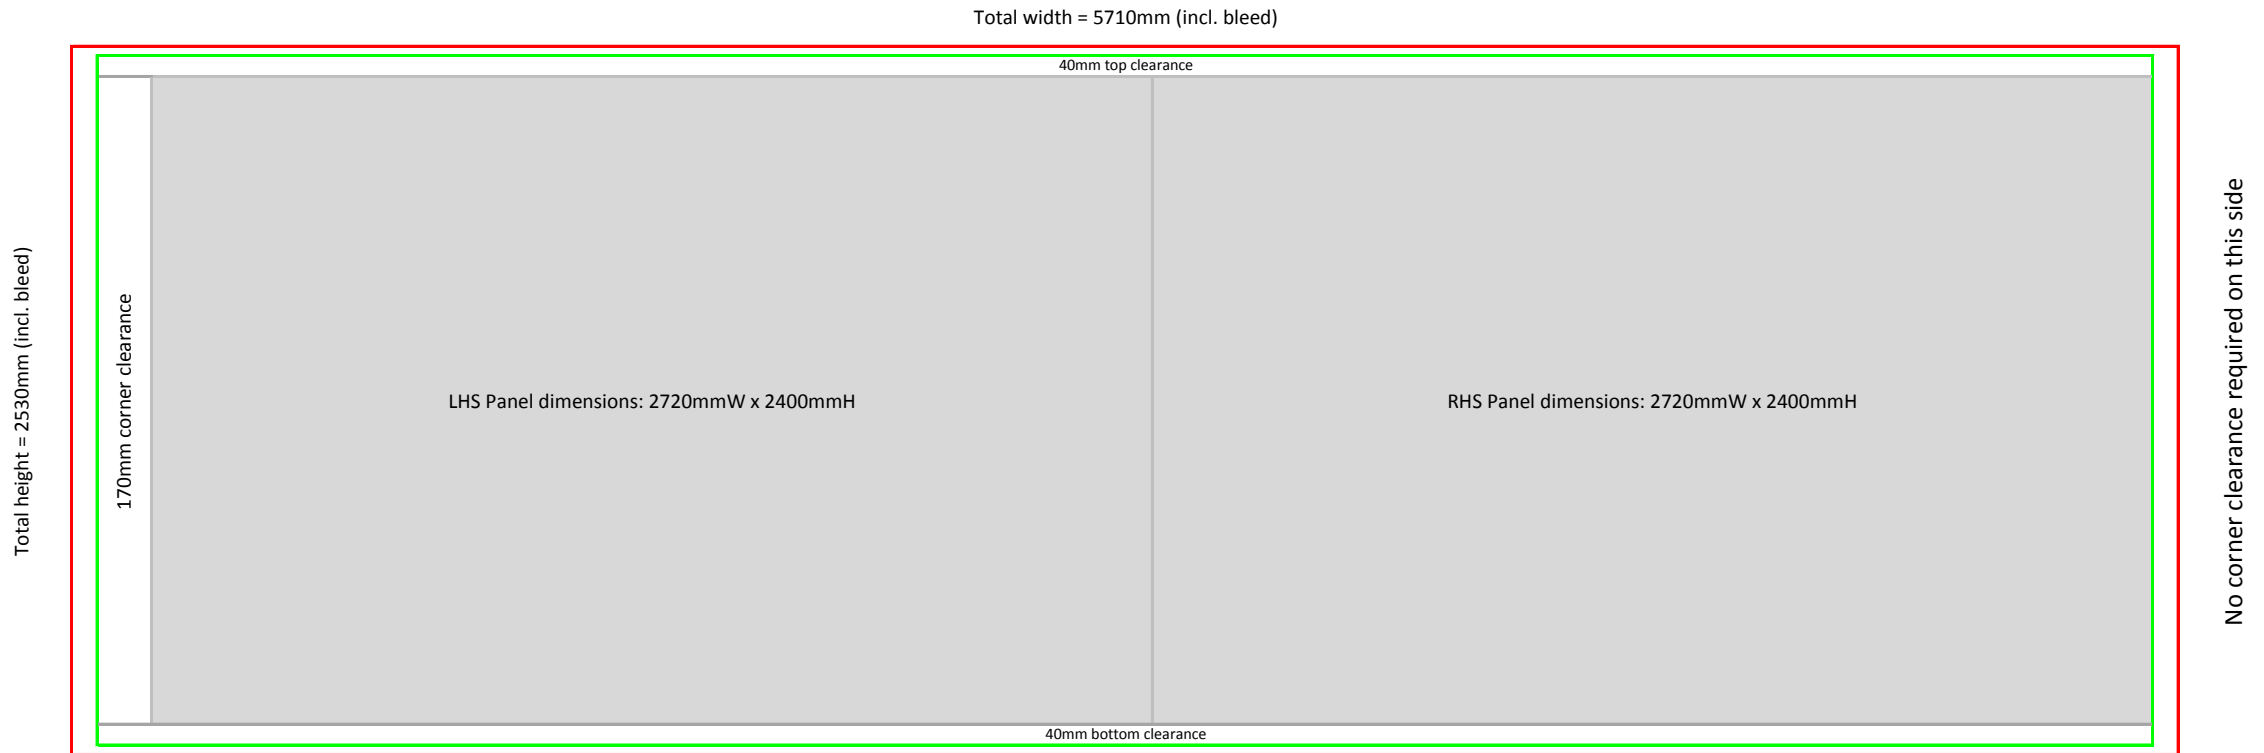 Total width = 5710mm (incl. bleed)
40mm top clearance
Total height = 2530mm (incl. bleed)
170mm corner clearance
LHS Panel dimensions: 2720mmW x 2400mmH
RHS Panel dimensions: 2720mmW x 2400mmH
No corner clearance required on this side
40mm bottom clearance